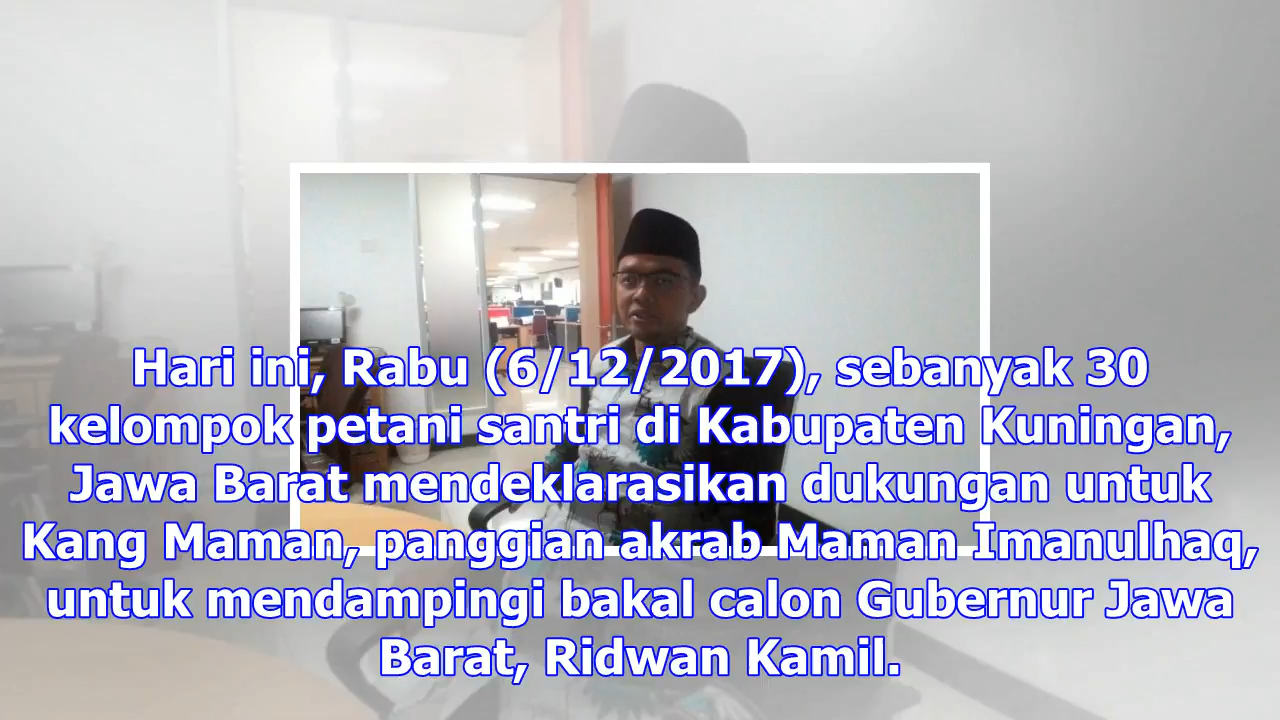 Hari ini, Rabu (6/12/2017), sebanyak 30
kelompok petani santri di Kabupaten Kuningan,
Jawa Barat mendeklarasikan dukungan untuk
Kang Maman, panggian akrab Maman Imanulhaq,
untuk mendampingi bakal calon Gubernur Jawa
Barat, Ridwan Kamil.